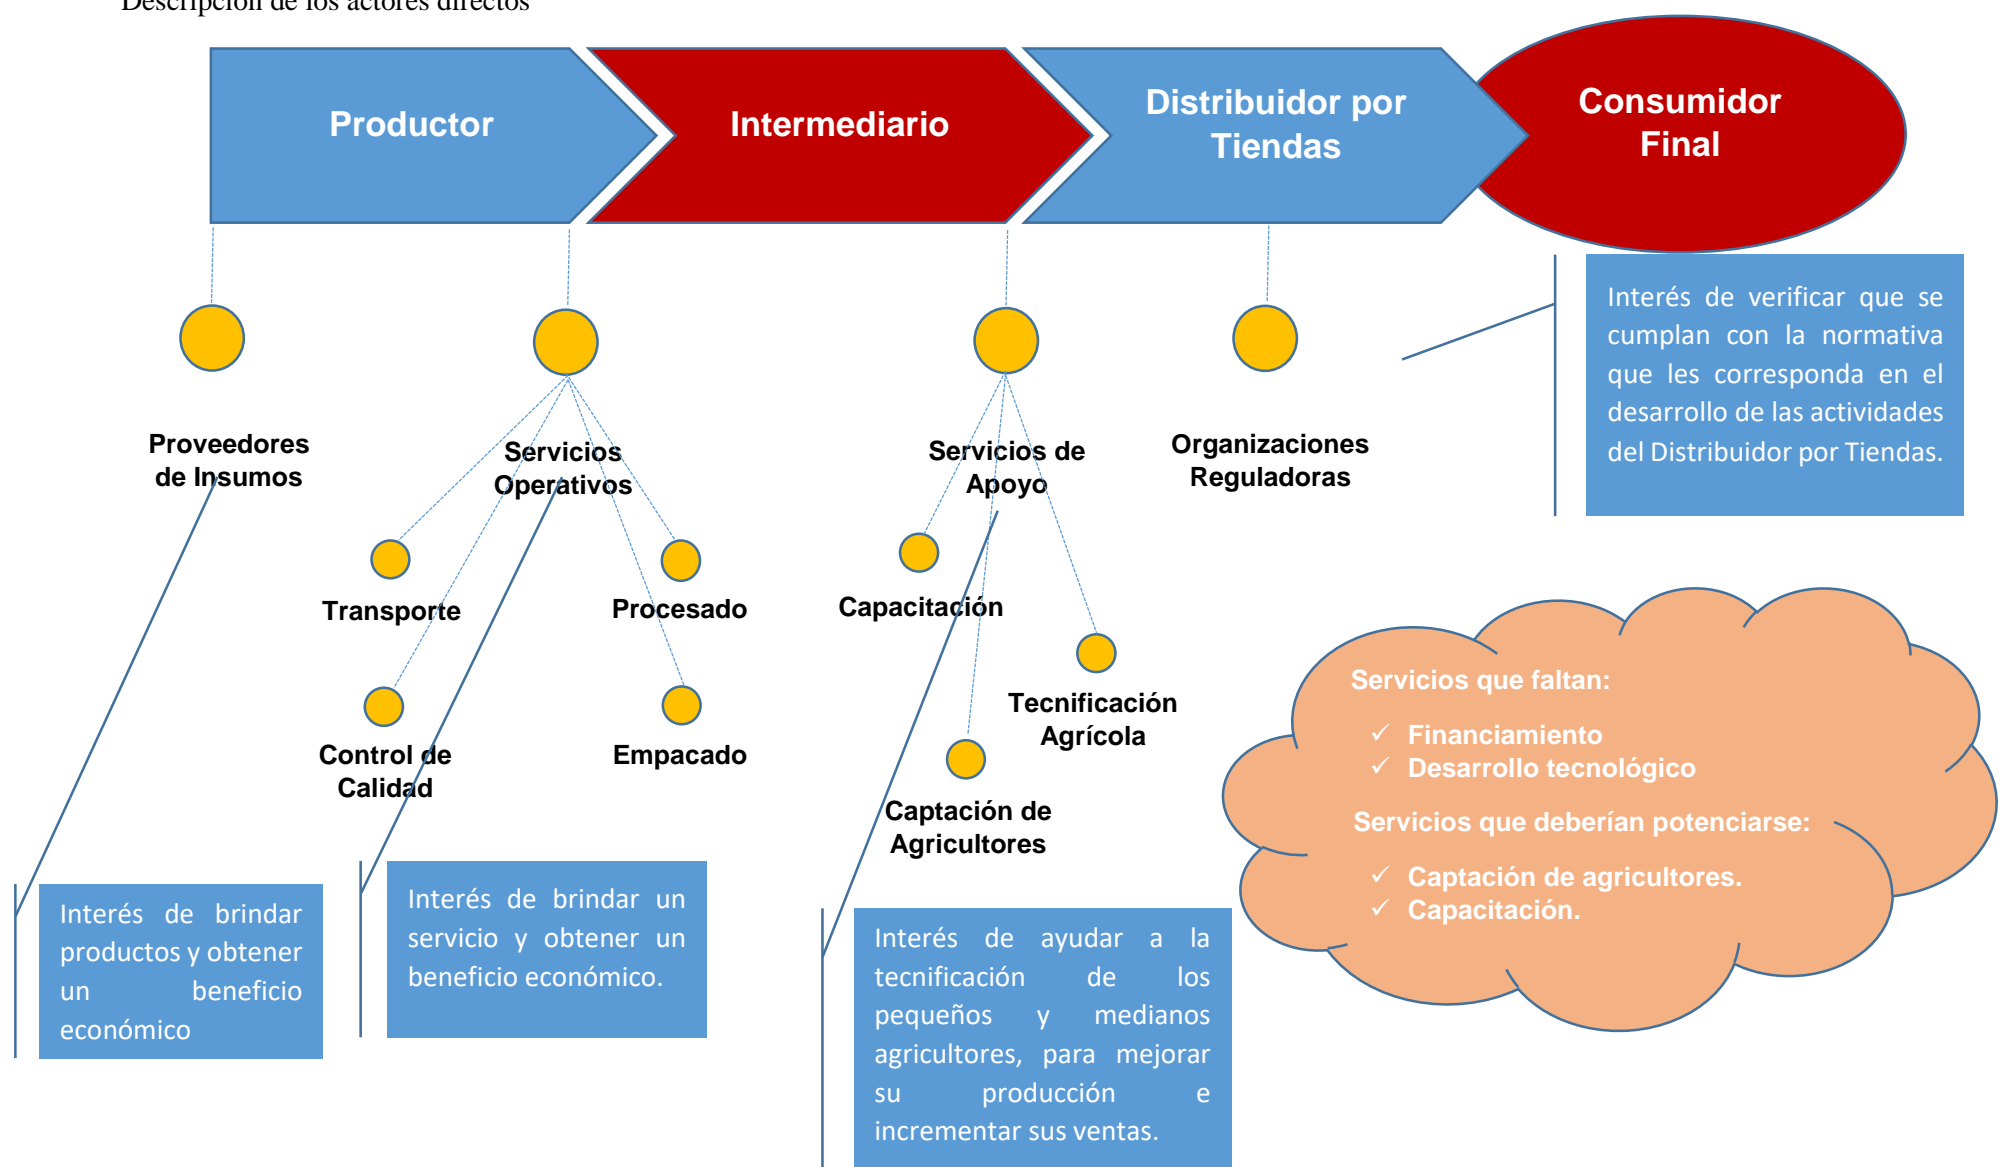 Descripción de los actores directos
Productor
Intermediario
Distribuidor por
Tiendas
Consumidor
Final
Proveedores
de Insumos
Servicios
Operativos
Servicios de
Apoyo
Organizaciones
Reguladoras
Interés de verificar que se
cumplan con la normativa
que les corresponda en el
desarrollo de las actividades
del Distribuidor por Tiendas.
Transporte
Procesado
Control de
Calidad
Empacado
Capacitación
Tecnificación
Agrícola
Captación de
Agricultores
Servicios que faltan:
✓ Financiamiento
✓ Desarrollo tecnológico
Servicios que deberían potenciarse:
✓ Captación de agricultores.
✓ Capacitación.
Interés de brindar
productos y obtener
un beneficio
económico
Interés de brindar un
servicio y obtener un
beneficio económico.
Interés de ayudar a la
tecnificación de los
pequeños y medianos
agricultores, para mejorar
su producción e
incrementar sus ventas.